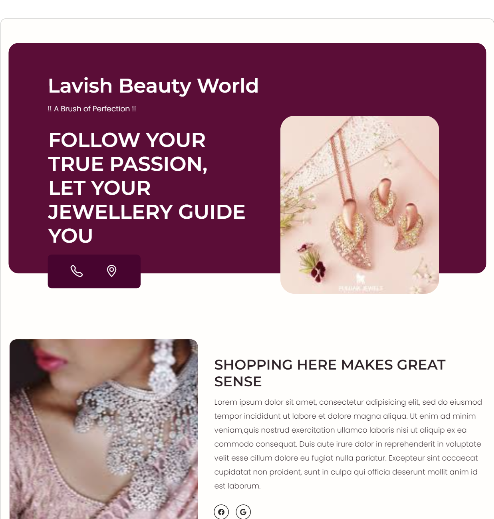 Lavish Beauty World
!! A Brush of Perfection !!
FOLLOW YOUR
TRUE PASSION,
LET YOUR
JEWELLERY GUIDE
YOU
SHOPPING HERE MAKES GREAT
SENSE
Lorem ipsum dolor sit amet, consectetur adipisicing elit, sed do eiusmod
tempor incididunt ut labore et dolore magna aliqua. Ut enim ad minim
veniam,quis nostrud exercitation ullamco laboris nisi ut aliquip ex ea
commodo consequat. Duis aute irure dolor in reprehenderit in voluptate
velit esse cillum dolore eu fugiat nulla pariatur. Excepteur sint occaecat
cupidatat non proident, sunt in culpa qui officia deserunt mollit anim id
est laborum.